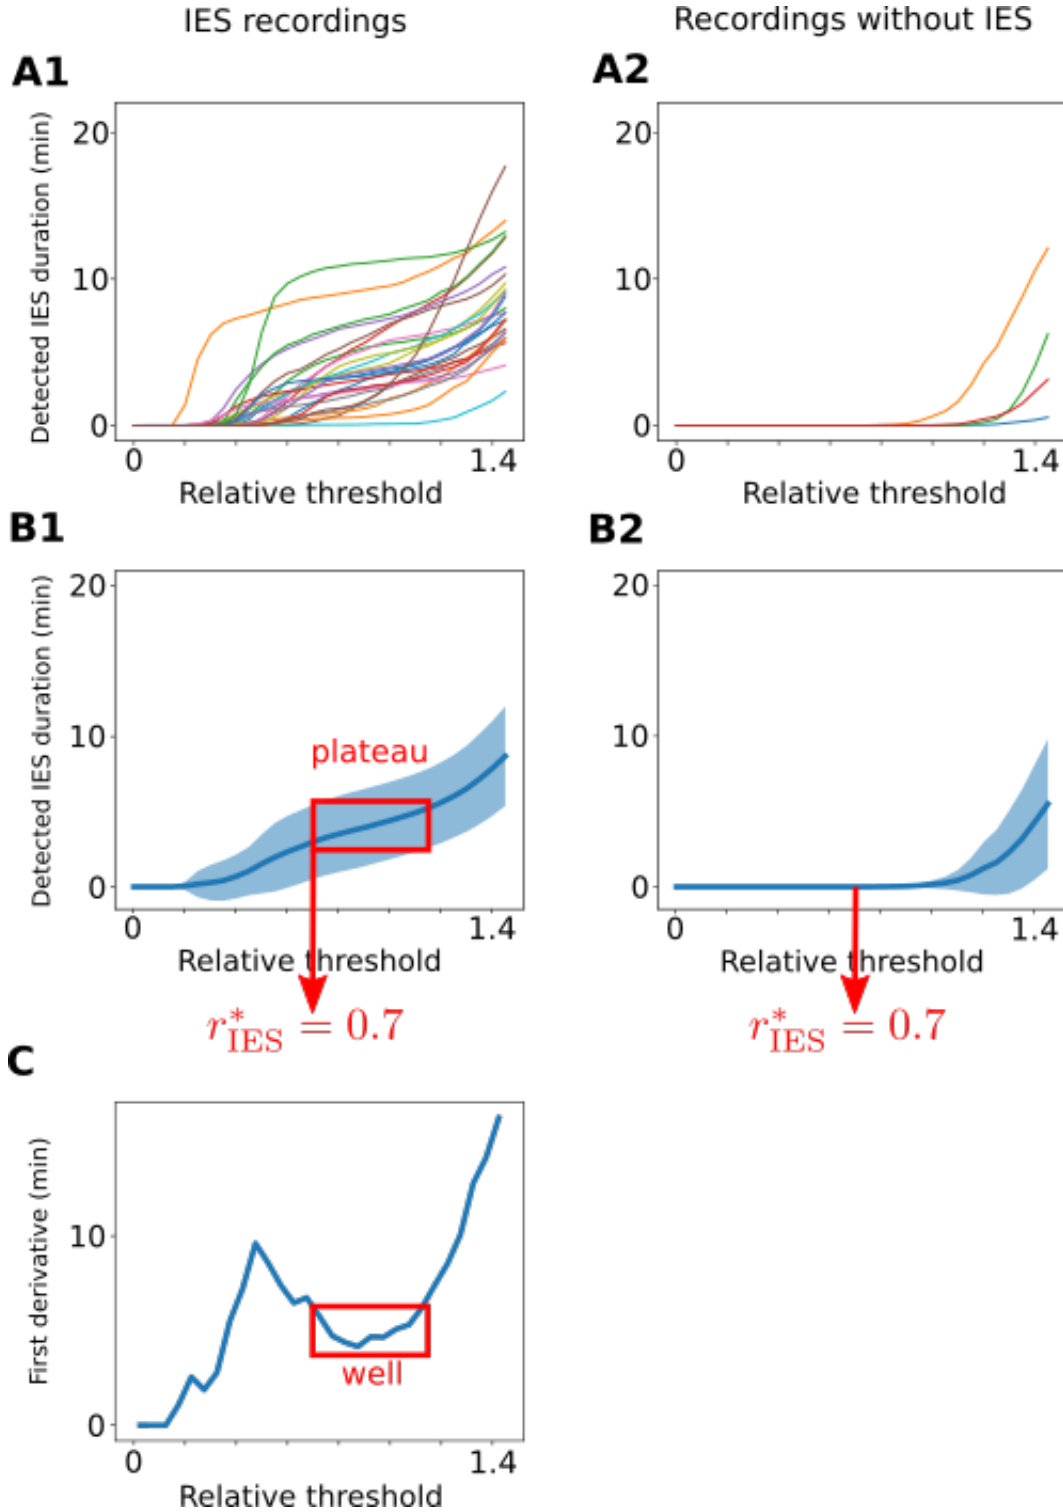 IES recordings
Recordings without IES
A1
A2
20
10
0
Detected IES duration (min)
0
1.4
Relative threshold
20
10
0
0
1.4
Relative threshold
B1
B2
20
10
0
Detected IES duration (min)
plateau
0
1.4
Relative threshold
r*IES = 0.7
20
10
0
0
1.4
Relative threshold
r*IES = 0.7
C
10
0
First derivative (min)
well
0
1.4
Relative threshold